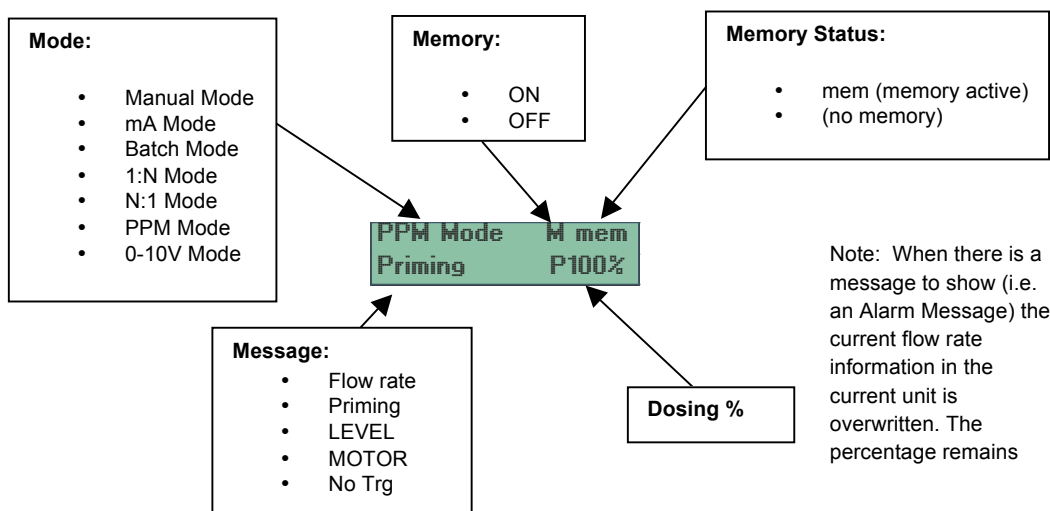 Mode:
• Manual Mode
• mA Mode
• Batch Mode
• 1:N Mode
• N:1 Mode
• PPM Mode
• 0-10V Mode
Memory:
• ON
• OFF
Memory Status:
• mem (memory active)
• (no memory)
PPM Mode M mem
Priming P100%
Message:
• Flow rate
• Priming
• LEVEL
• MOTOR
• No Trg
Dosing %
Note: When there is a
message to show (i.e.
an Alarm Message) the
current flow rate
information in the
current unit is
overwritten. The
percentage remains